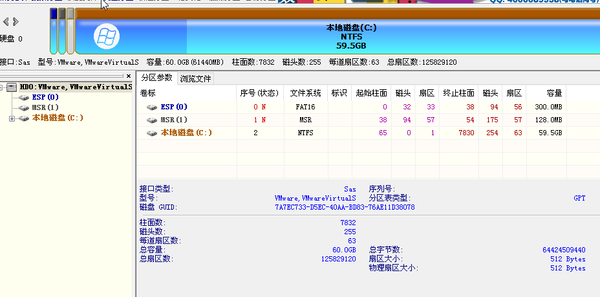 本地磁盘(C:)
NTFS
59.5GB
硬盘 0
接口:Sas 型号:VMware,VMwareVirtualS 容量:60.0GB(61440MB) 柱面数:7832 磁头数:255 每道扇区数:63 总扇区数:125829120
HD0:VMware,VMwareVirtualS
ESP(0)
MSR(1)
本地磁盘(C:)
分区参数 浏览文件
卷标 序号(状态) 文件系统 标识 起始柱面 磁头 扇区 终止柱面 磁头 扇区 容量
ESP(0) 0 N FAT16 0 32 33 38 94 56 300.0MB
MSR(1) 1 N MSR 38 94 57 54 175 57 128.0MB
本地磁盘(C:) 2 NTFS 65 0 1 7830 254 63 59.5GB
接口类型: Sas 序列号:
型号: VMware,VMwareVirtualS 分区表类型: GPT
磁盘 GUID: 7A7EC733-D5EC-40AA-BD63-76AE11D38078
柱面数: 7832
磁头数: 255
每道扇区数: 63
总容量: 60.0GB 总字节数: 64424509440
总扇区数: 125829120 扇区大小: 512 Bytes
物理扇区大小: 512 Bytes